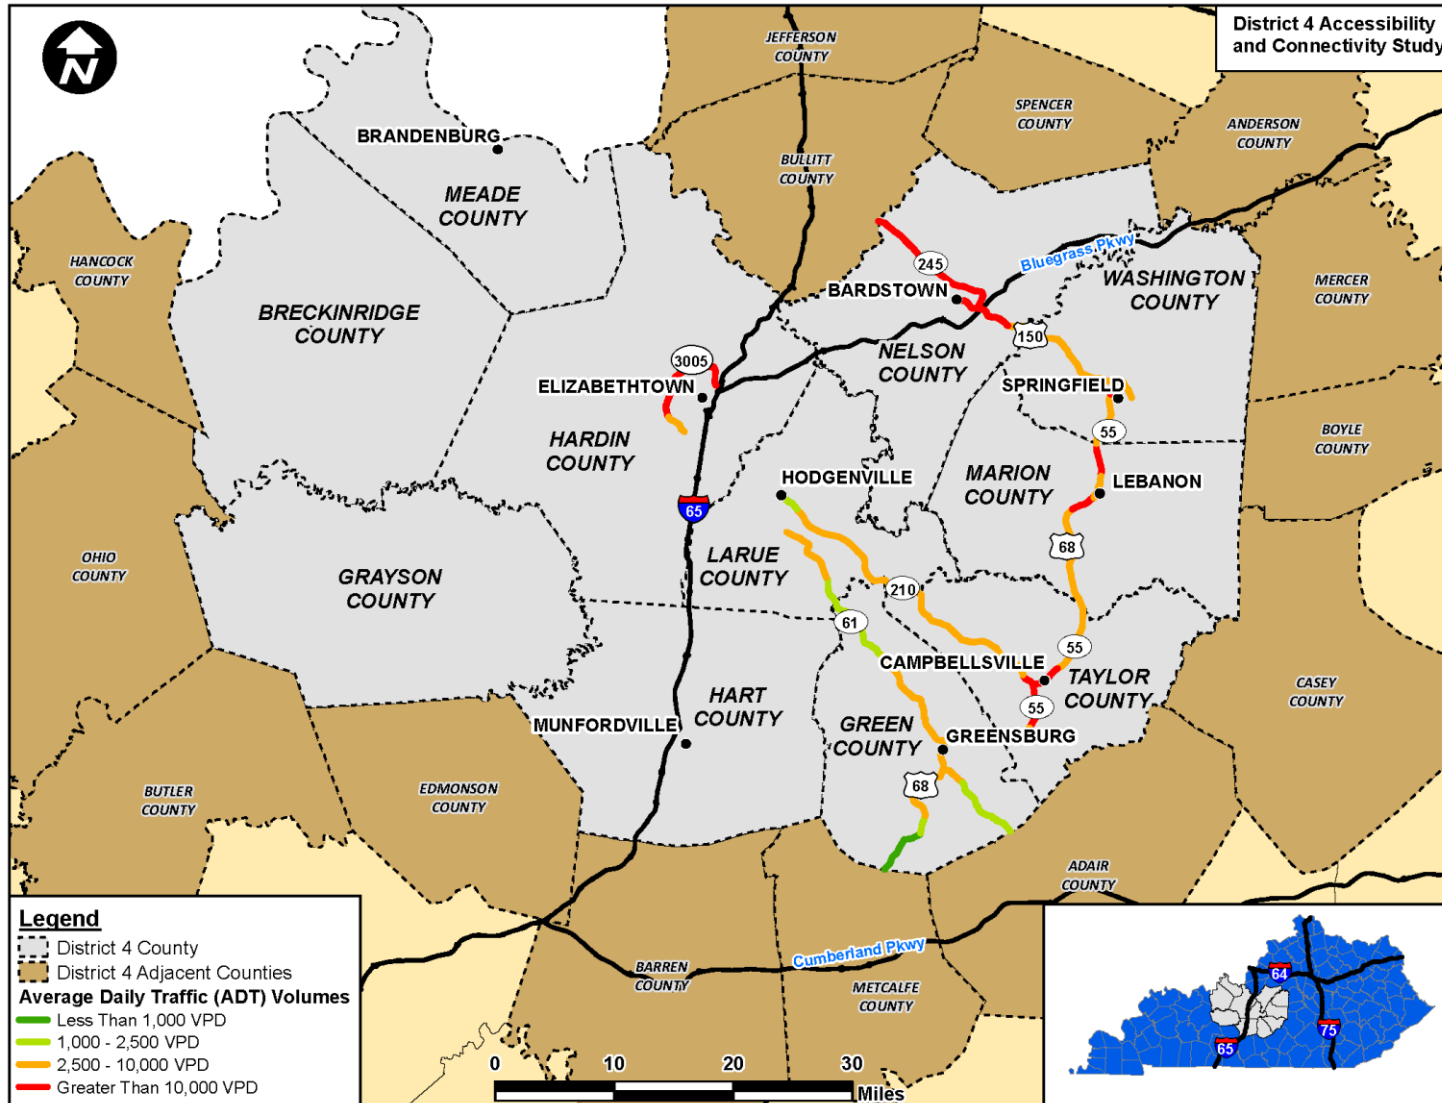 District 4 Accessibility
and Connectivity Study
N
JEFFERSON
COUNTY
SPENCER
COUNTY
ANDERSON
COUNTY
BRANDENBURG
BULLITT
COUNTY
MEADE
COUNTY
HANCOCK
COUNTY
245
Bluegrass Pkwy
WASHINGTON
COUNTY
MERCER
COUNTY
BARDSTOWN
BRECKINRIDGE
COUNTY
150
NELSON
COUNTY
3005
ELIZABETHTOWN
SPRINGFIELD
HARDIN
COUNTY
55
BOYLE
COUNTY
HODGENVILLE
MARION
COUNTY
LEBANON
65
68
OHIO
COUNTY
LARUE
COUNTY
GRAYSON
COUNTY
210
61
55
CAMPBELLSVILLE
TAYLOR
COUNTY
CASEY
COUNTY
HART
COUNTY
55
MUNFORDVILLE
GREEN
COUNTY
GREENSBURG
68
EDMONSON
COUNTY
BUTLER
COUNTY
ADAIR
COUNTY
Cumberland Pkwy
BARREN
COUNTY
METCALFE
COUNTY
Legend
District 4 County
District 4 Adjacent Counties
Average Daily Traffic (ADT) Volumes
Less Than 1,000 VPD
1,000 - 2,500 VPD
2,500 - 10,000 VPD
Greater Than 10,000 VPD
0 10 20 30
Miles
64
75
65